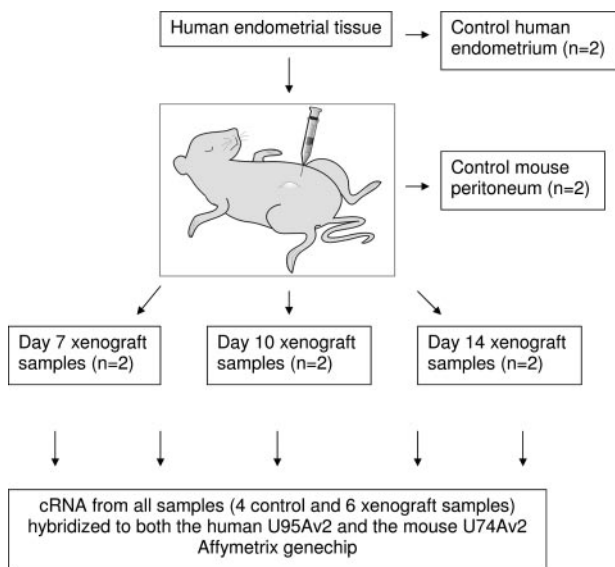 Human endometrial tissue
Control human
endometrium (n=2)
Control mouse
peritoneum (n=2)
Day 7 xenograft
samples (n=2)
Day 10 xenograft
samples (n=2)
Day 14 xenograft
samples (n=2)
cRNA from all samples (4 control and 6 xenograft samples)
hybridized to both the human U95Av2 and the mouse U74Av2
Affymetrix genechip